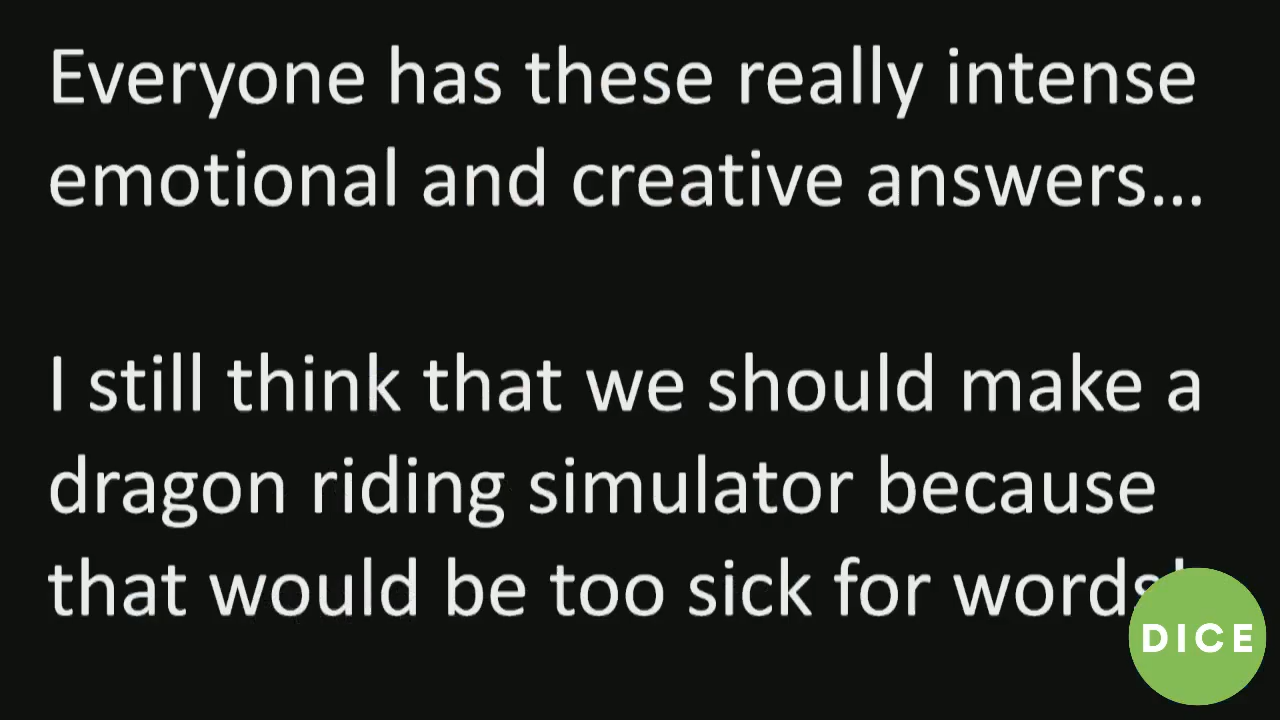 Everyone has these really intense
emotional and creative answers...
I still think that we should make a
dragon riding simulator because
that would be too sick for words!
DICE